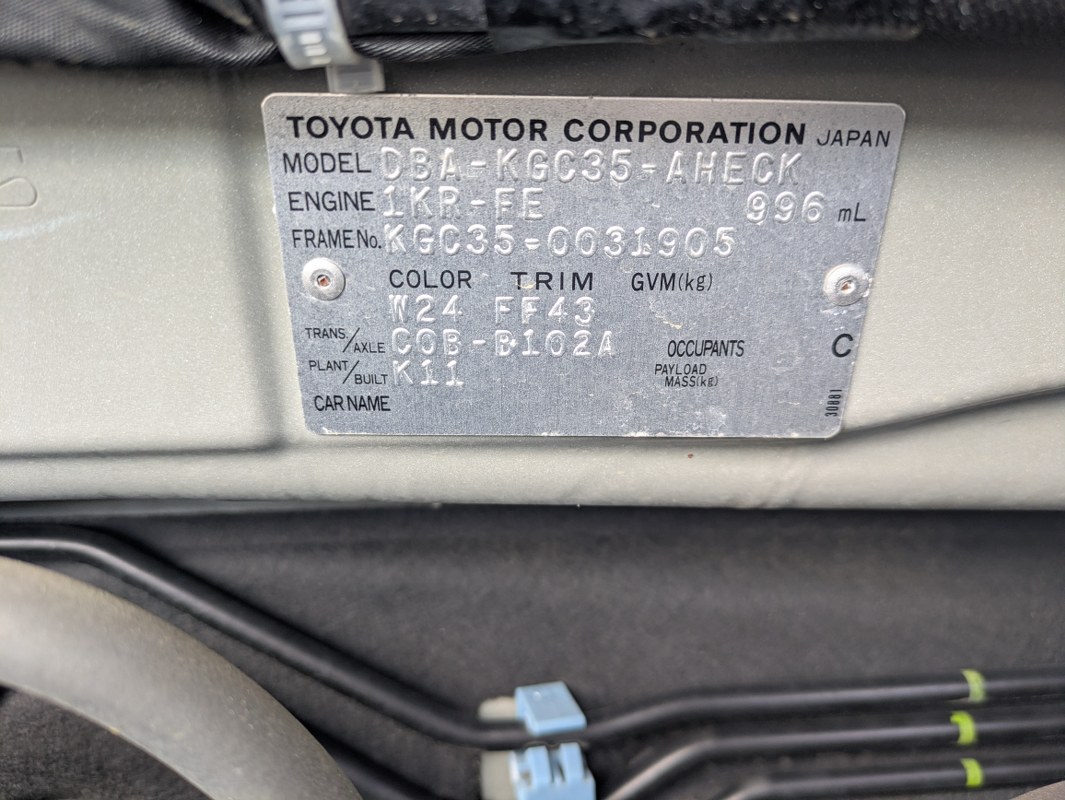 TOYOTA MOTOR CORPORATION JAPAN
MODEL DBA-KGC35-AHECK
ENGINE 1KR-FE 996 mL
FRAME No. KGC35-0031905
COLOR TRIM GVM(kg)
W24 FF43
TRANS./AXLE C0B-B102A OCCUPANTS C
PLANT/BUILT K11 PAYLOAD MASS(kg)
CAR NAME
30881